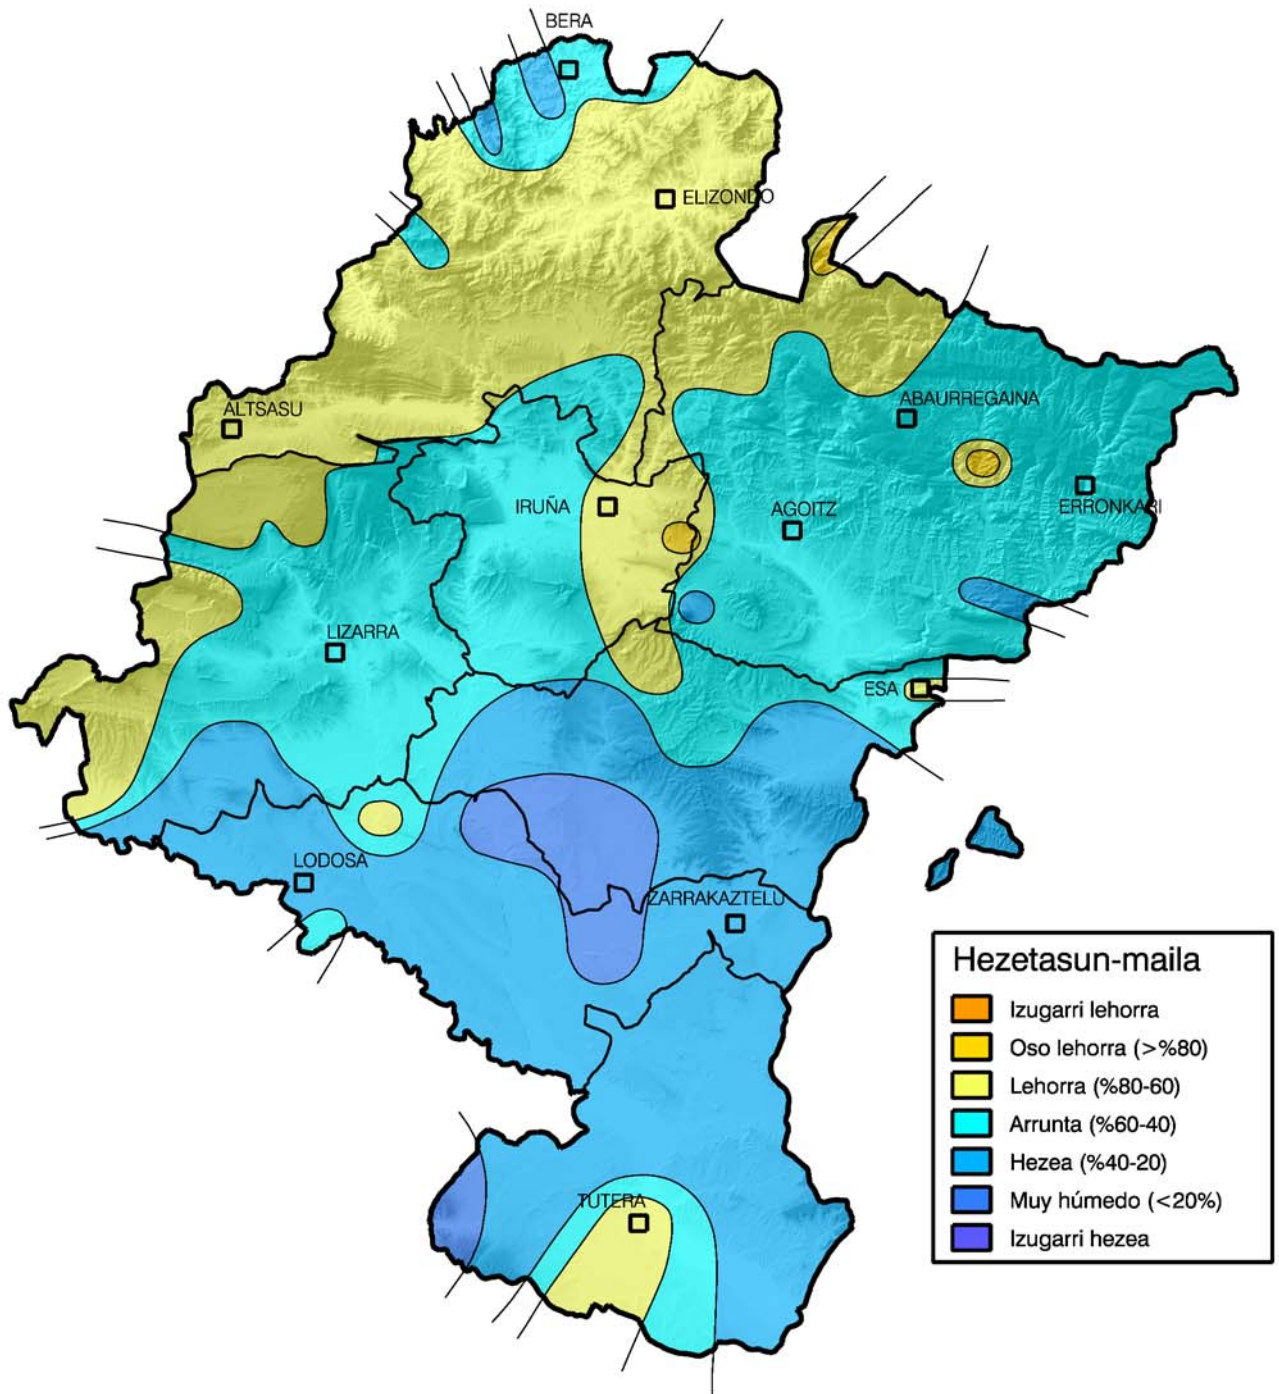 BERA
ELIZONDO
ALTSASU
ABAURREGAINA
IRUÑA
AGOITZ
ERRONKARI
LIZARRA
ESA
LODOSA
ZARRAKAZTELU
TUTERA
Hezetasun-maila
Izugarri lehorra
Oso lehorra (>%80)
Lehorra (%80-60)
Arrunta (%60-40)
Hezea (%40-20)
Muy húmedo (<20%)
Izugarri hezea